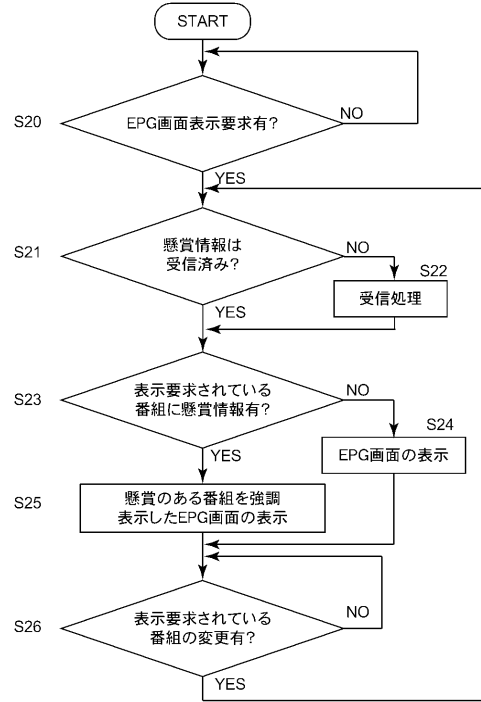 START
S20
EPG画面表示要求有?
NO
YES
S21
懸賞情報は
受信済み?
NO
S22
受信処理
YES
S23
表示要求されている
番組に懸賞情報有?
NO
S24
EPG画面の表示
YES
S25
懸賞のある番組を強調
表示したEPG画面の表示
S26
表示要求されている
番組の変更有?
NO
YES